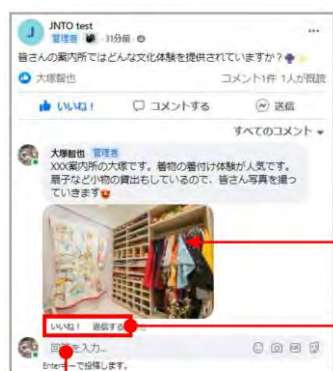 JNTO test
管理者 · 31分前 ·
皆さんの案内所ではどんな文化体験を提供されていますか？
大塚智也 コメント1件 1人が既読
いいね！ コメントする 送信
すべてのコメント
大塚智也 管理者
XXX案内所の大塚です。着物の着付け体験が人気です。
扇子など小物の貸出もしているので、皆さん写真を撮っ
ていきます
いいね！ 返信する
回答を入力...
Enterキーで投稿します。